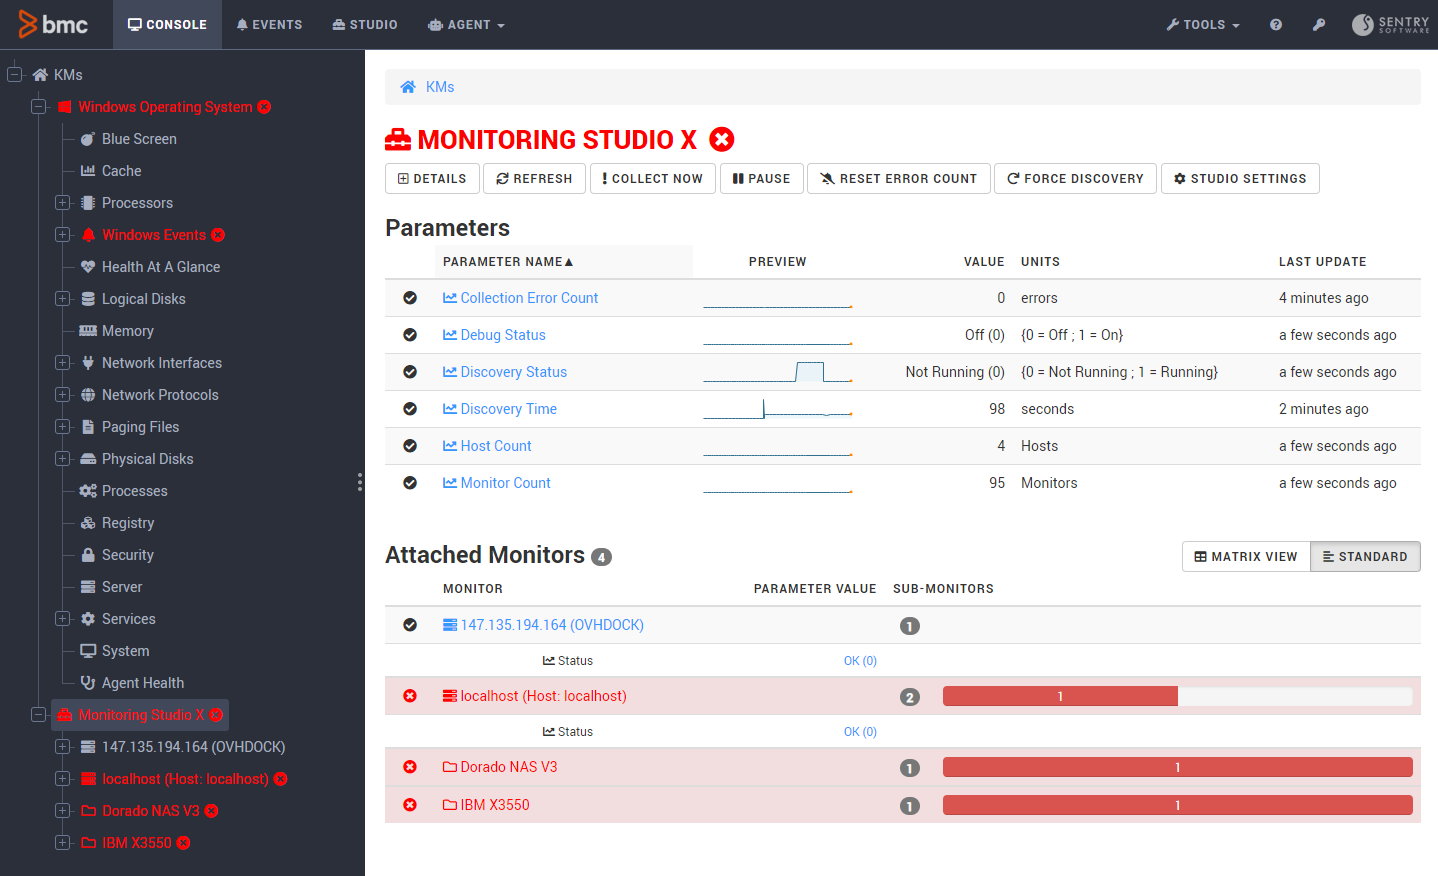 bmc CONSOLE EVENTS STUDIO AGENT TOOLS SENTRY SOFTWARE
KMs
Windows Operating System
Blue Screen
Cache
Processors
Windows Events
Health At A Glance
Logical Disks
Memory
Network Interfaces
Network Protocols
Paging Files
Physical Disks
Processes
Registry
Security
Server
Services
System
Agent Health
Monitoring Studio X
147.135.194.164 (OVHDOCK)
localhost (Host: localhost)
Dorado NAS V3
IBM X3550
KMs
MONITORING STUDIO X
DETAILS REFRESH COLLECT NOW PAUSE RESET ERROR COUNT FORCE DISCOVERY STUDIO SETTINGS
Parameters
PARAMETER NAME▲ PREVIEW VALUE UNITS LAST UPDATE
Collection Error Count 0 errors 4 minutes ago
Debug Status Off (0) {0 = Off ; 1 = On} a few seconds ago
Discovery Status Not Running (0) {0 = Not Running ; 1 = Running} a few seconds ago
Discovery Time 98 seconds 2 minutes ago
Host Count 4 Hosts a few seconds ago
Monitor Count 95 Monitors a few seconds ago
Attached Monitors 4 MATRIX VIEW STANDARD
MONITOR PARAMETER VALUE SUB-MONITORS
147.135.194.164 (OVHDOCK) 1
Status OK (0)
localhost (Host: localhost) 2 1
Status OK (0)
Dorado NAS V3 1 1
IBM X3550 1 1